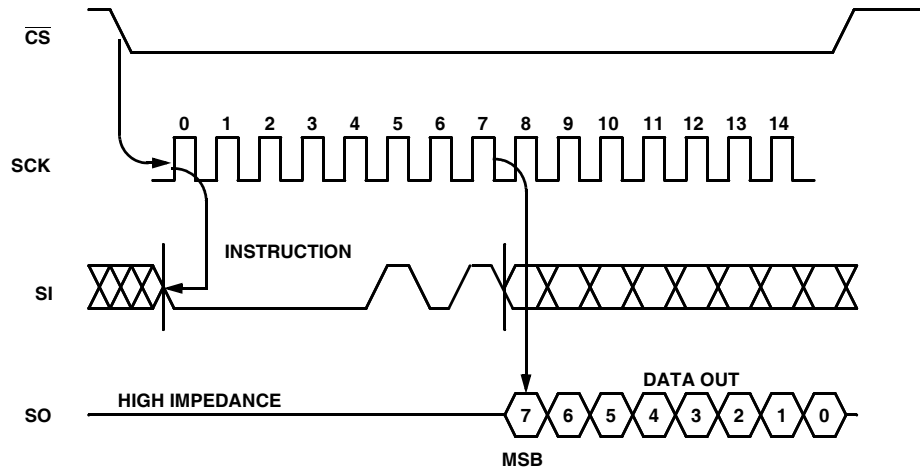 CS
0 1 2 3 4 5 6 7 8 9 10 11 12 13 14
SCK
INSTRUCTION
SI
DATA OUT
HIGH IMPEDANCE
SO
7 6 5 4 3 2 1 0
MSB